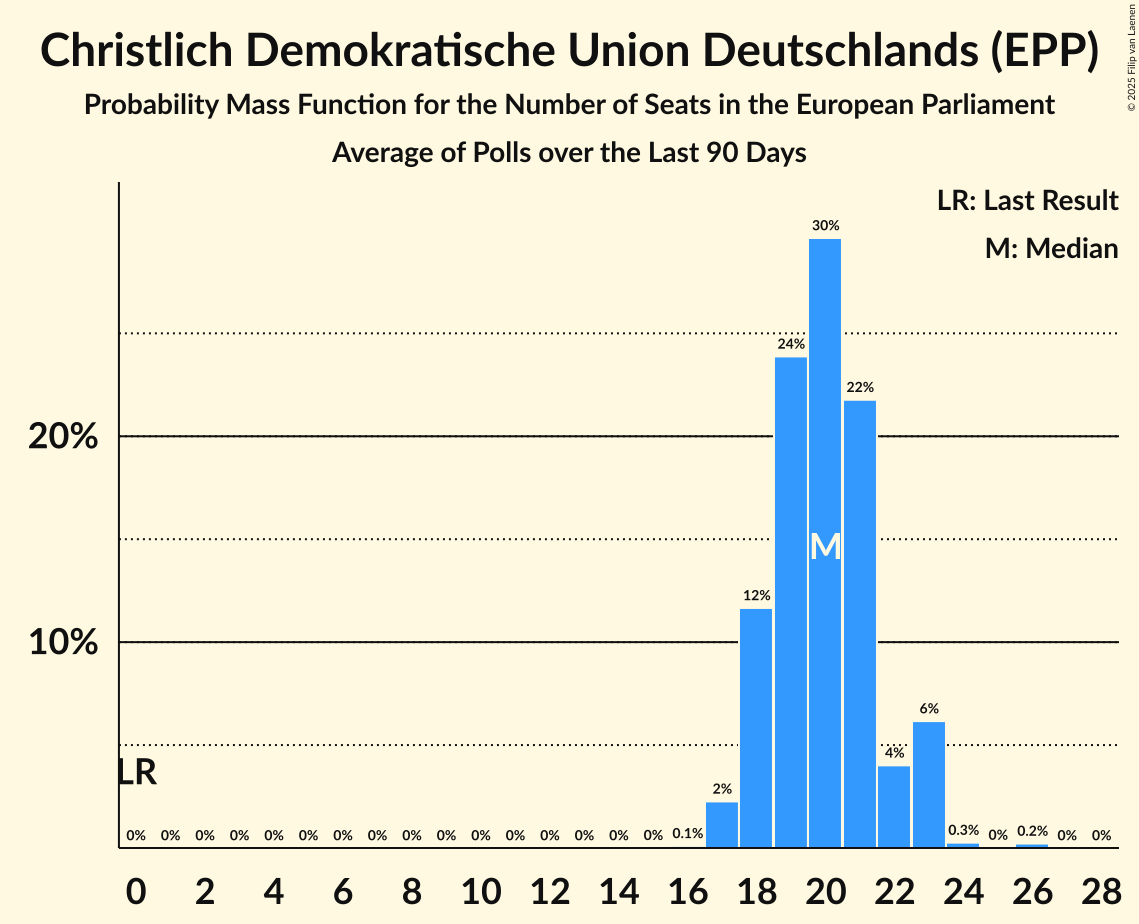 Christlich Demokratische Union Deutschlands (EPP)
Probability Mass Function for the Number of Seats in the European Parliament
Average of Polls over the Last 90 Days
© 2025 Filip van Laenen
LR: Last Result
M: Median
30%
24%
22%
20%
M
12%
10%
6%
4%
LR
2%
0% 0% 0% 0% 0% 0% 0% 0% 0% 0% 0% 0% 0% 0% 0% 0% 0.1% 0.3% 0% 0.2% 0% 0%
0 2 4 6 8 10 12 14 16 18 20 22 24 26 28